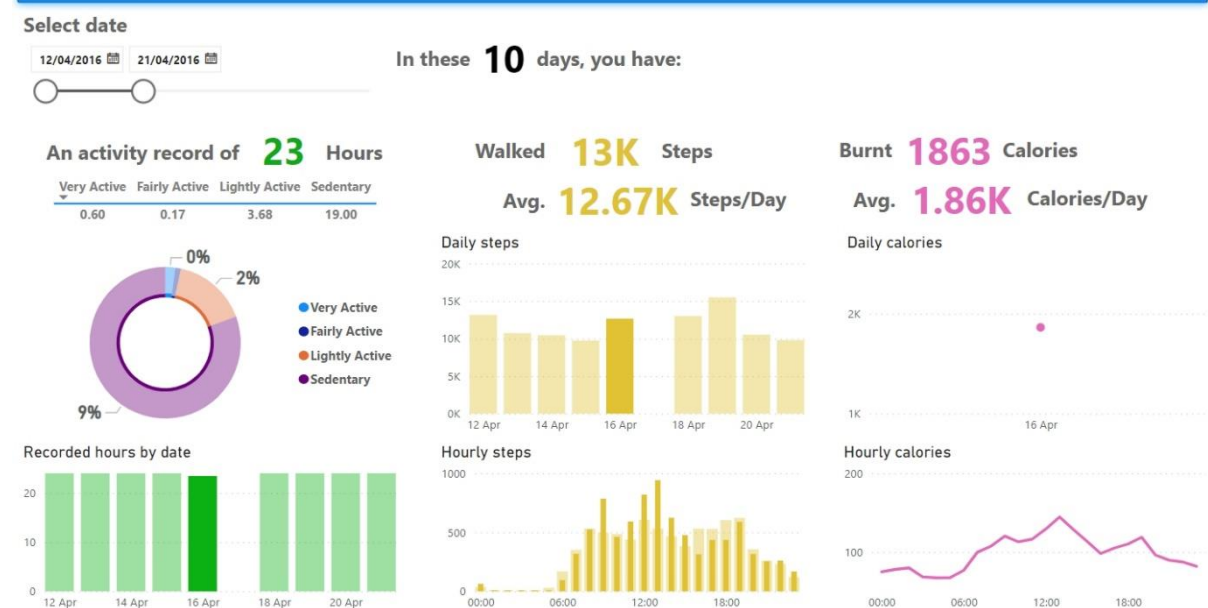 Select date
12/04/2016 21/04/2016
In these 10 days, you have:
An activity record of 23 Hours
Very Active Fairly Active Lightly Active Sedentary
0.60 0.17 3.68 19.00
Walked 13K Steps
Avg. 12.67K Steps/Day
Burnt 1863 Calories
Avg. 1.86K Calories/Day
0%
2%
9%
Very Active
Fairly Active
Lightly Active
Sedentary
Daily steps
20K
15K
10K
5K
0K
12 Apr 14 Apr 16 Apr 18 Apr 20 Apr
Daily calories
2K
1K
16 Apr
Recorded hours by date
20
10
0
12 Apr 14 Apr 16 Apr 18 Apr 20 Apr
Hourly steps
1000
500
0
00:00 06:00 12:00 18:00
Hourly calories
200
100
00:00 06:00 12:00 18:00